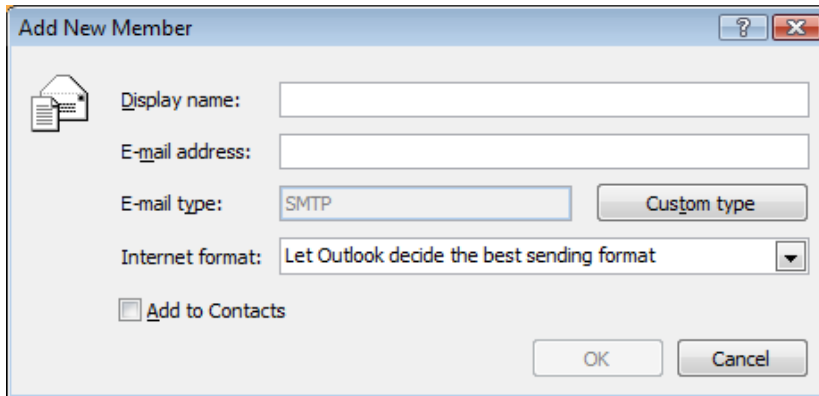 Add New Member
Display name:
E-mail address:
E-mail type: SMTP Custom type
Internet format: Let Outlook decide the best sending format
Add to Contacts
OK Cancel